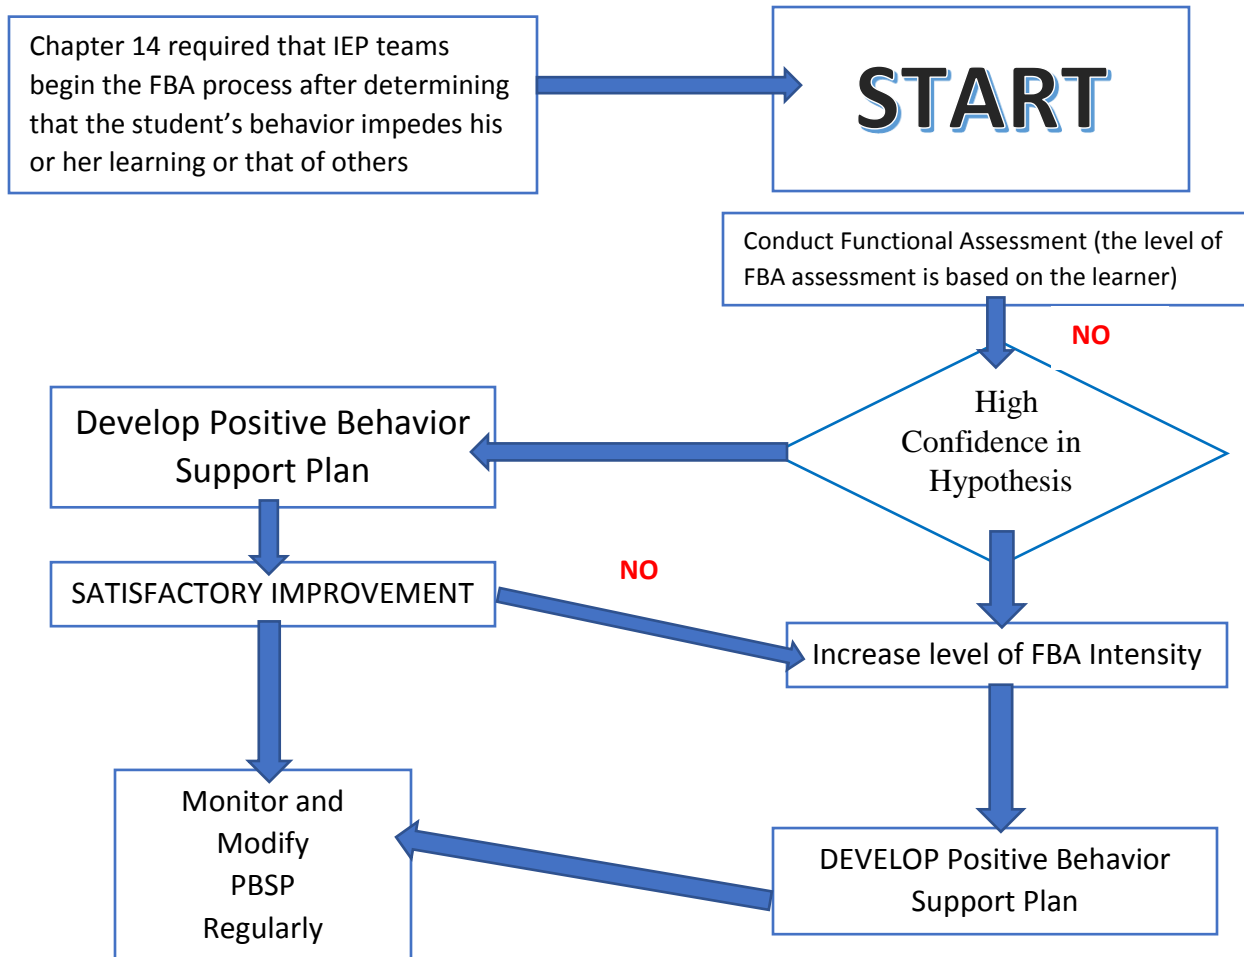 Chapter 14 required that IEP teams
begin the FBA process after determining
that the student’s behavior impedes his
or her learning or that of others
START
Conduct Functional Assessment (the level of
FBA assessment is based on the learner)
NO
High
Confidence in
Hypothesis
Develop Positive Behavior
Support Plan
SATISFACTORY IMPROVEMENT
NO
Increase level of FBA Intensity
Monitor and
Modify
PBSP
Regularly
DEVELOP Positive Behavior
Support Plan